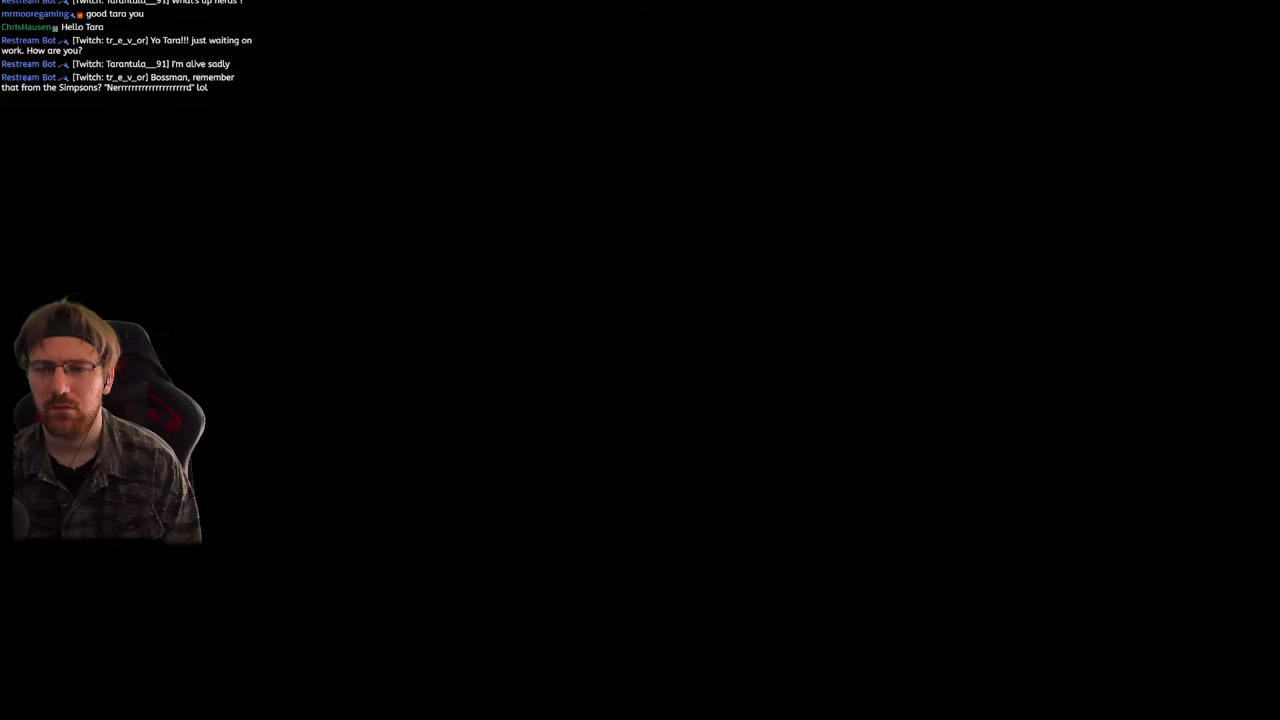 Restream Bot [Twitch: Tarantula__91] What's up nerds ?
mrmooregaming good tara you
ChrisHausen Hello Tara
Restream Bot [Twitch: tr_e_v_or] Yo Tara!!! just waiting on
work. How are you?
Restream Bot [Twitch: Tarantula__91] I'm alive sadly
Restream Bot [Twitch: tr_e_v_or] Bossman, remember
that from the Simpsons? "Nerrrrrrrrrrrrrrrrrrrd" lol